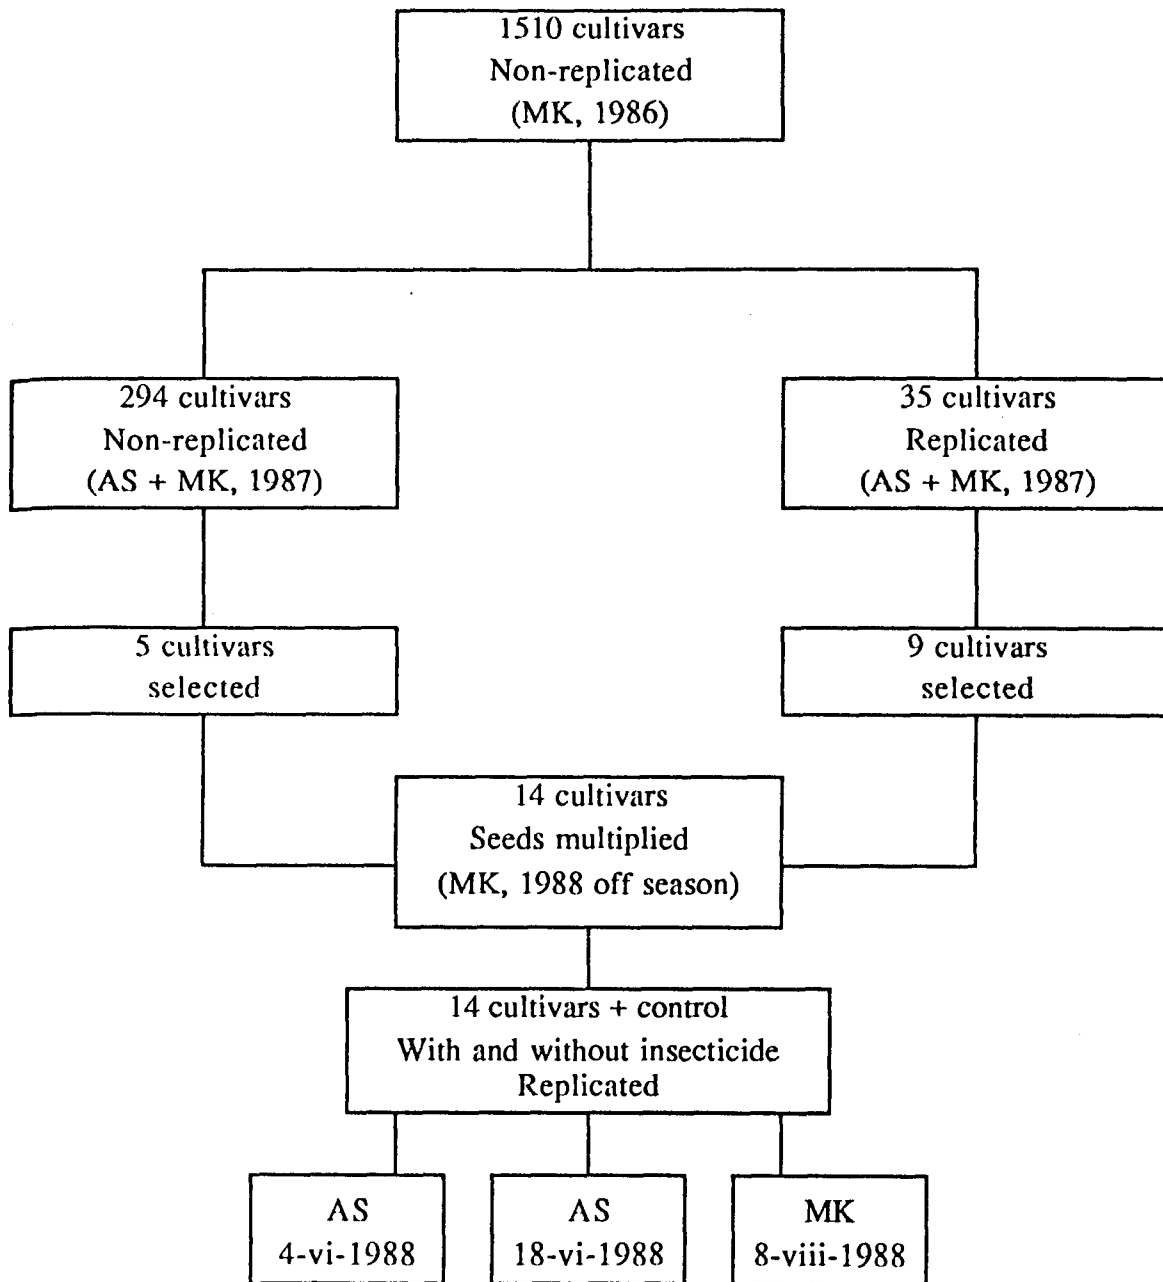 1510 cultivars
Non-replicated
(MK, 1986)
294 cultivars
Non-replicated
(AS + MK, 1987)
35 cultivars
Replicated
(AS + MK, 1987)
5 cultivars
selected
9 cultivars
selected
14 cultivars
Seeds multiplied
(MK, 1988 off season)
14 cultivars + control
With and without insecticide
Replicated
AS
4-vi-1988
AS
18-vi-1988
MK
8-viii-1988